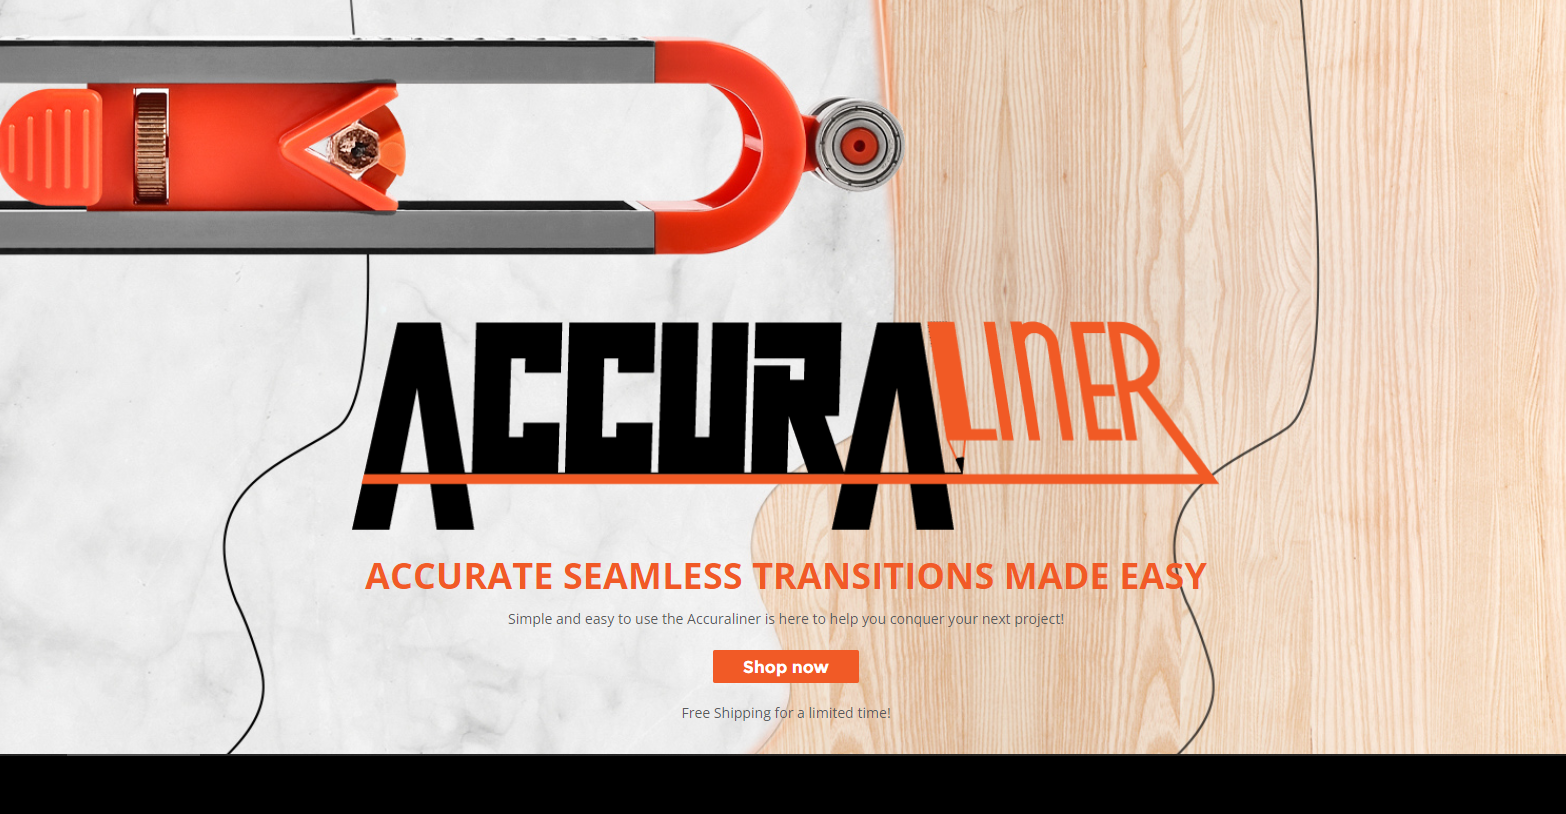 ACCURALINER
ACCURATE SEAMLESS TRANSITIONS MADE EASY
Simple and easy to use the Accuraliner is here to help you conquer your next project!
Shop now
Free Shipping for a limited time!